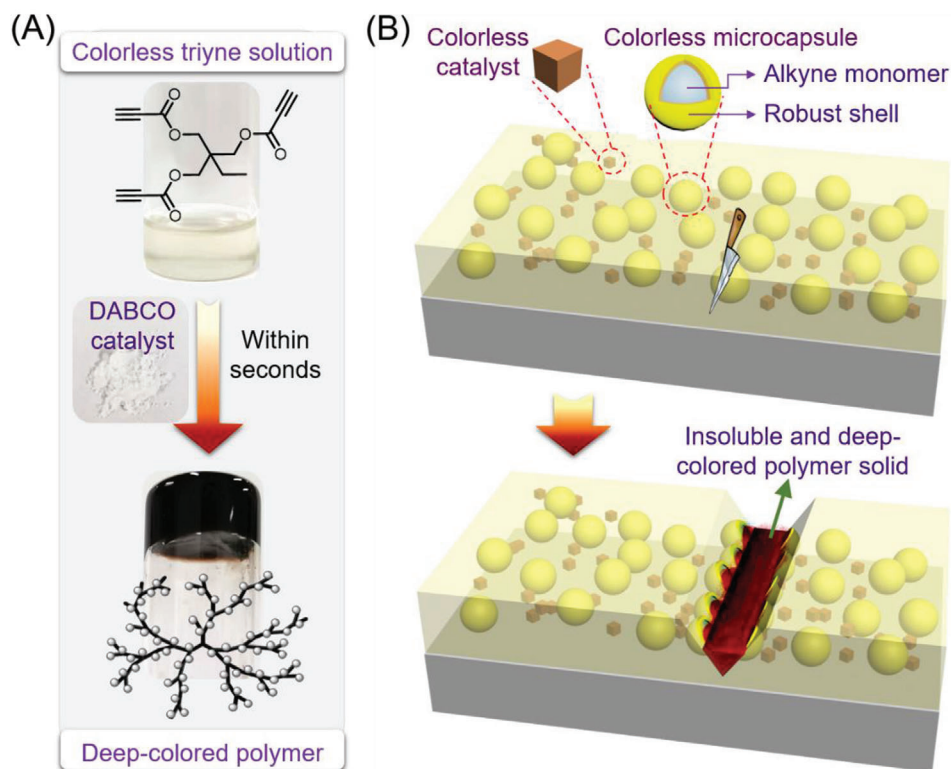 (A)
Colorless triyne solution
O
O
O
O
O
O
DABCO
catalyst
Within
seconds
Deep-colored polymer
(B)
Colorless
catalyst
Colorless microcapsule
Alkyne monomer
Robust shell
Insoluble and deep-
colored polymer solid